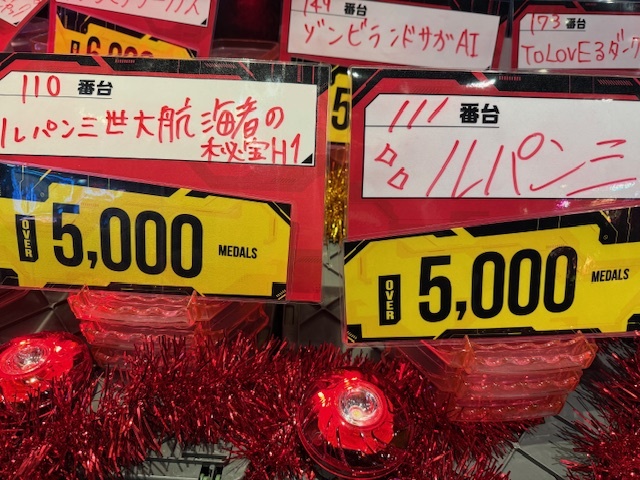 6,000
149 番台
ゾンビランドサガAI
173 番台
ToLOVEるダーク
110 番台
ルパン三世大航海者の
秘宝H1
OVER 5,000 MEDALS
111 番台
〃ルパン三
OVER 5,000 MEDALS